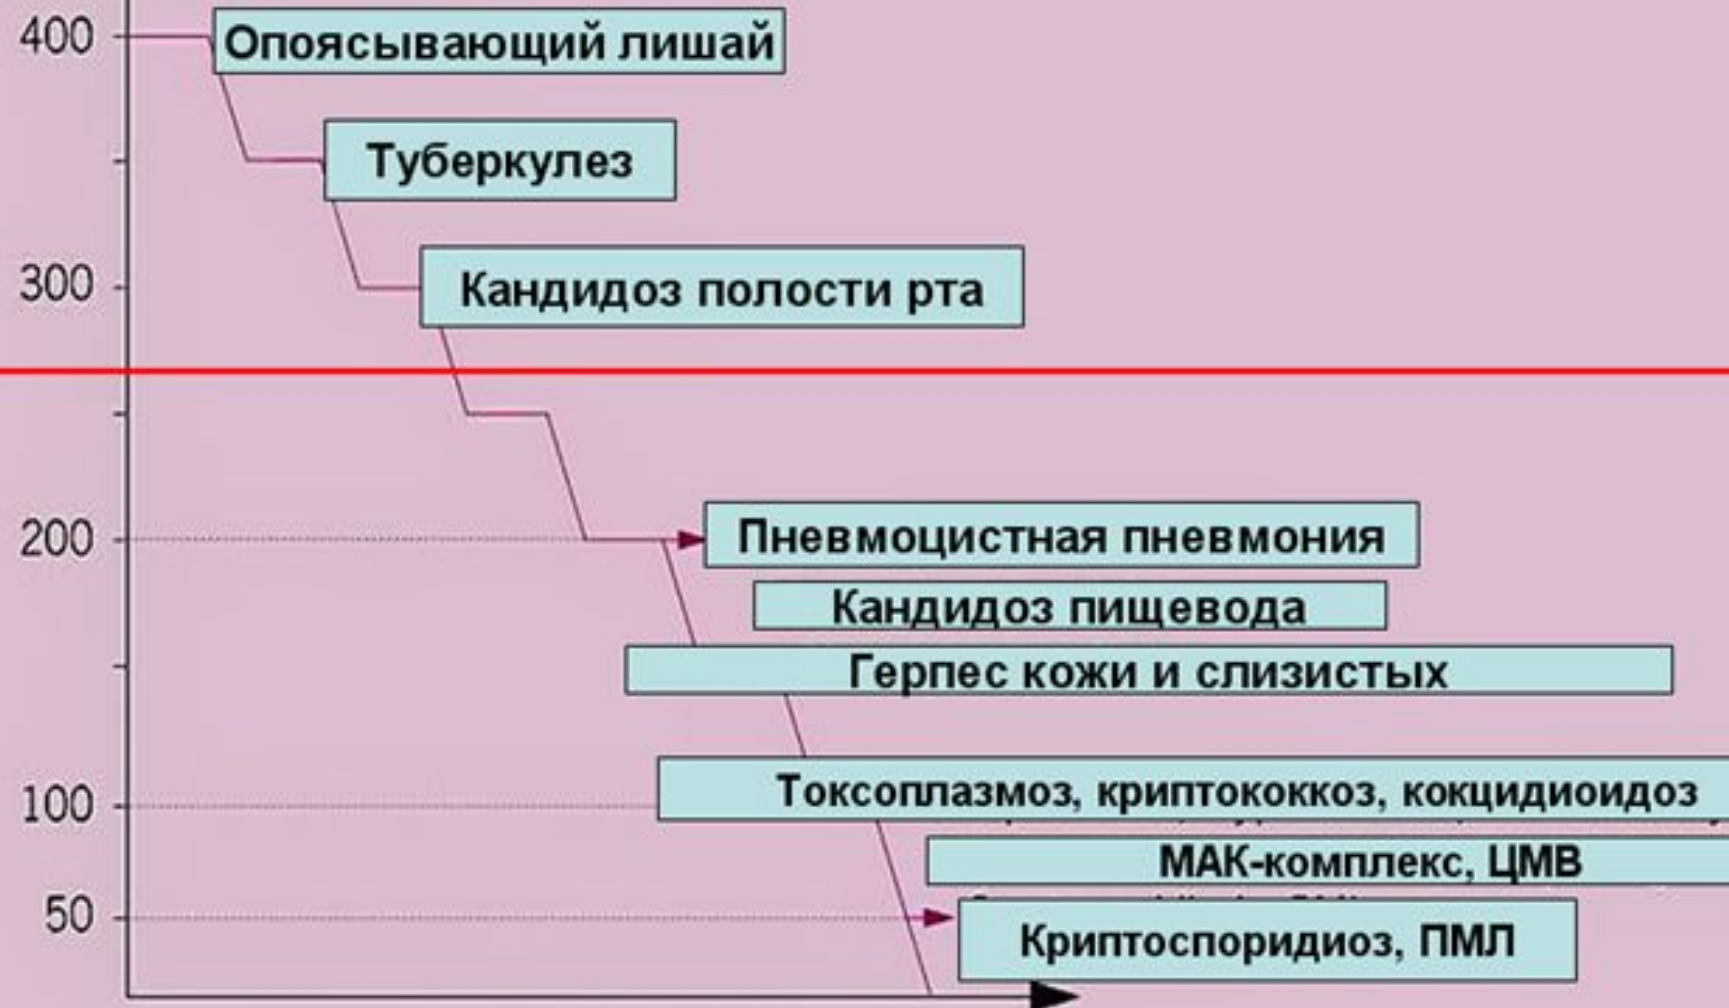 400 Опоясывающий лишай
Туберкулез
300 Кандидоз полости рта
200 Пневмоцистная пневмония
Кандидоз пищевода
Герпес кожи и слизистых
100 Токсоплазмоз, криптококкоз, кокцидиоидоз
МАК-комплекс, ЦМВ
50 Криптоспоридиоз, ПМЛ